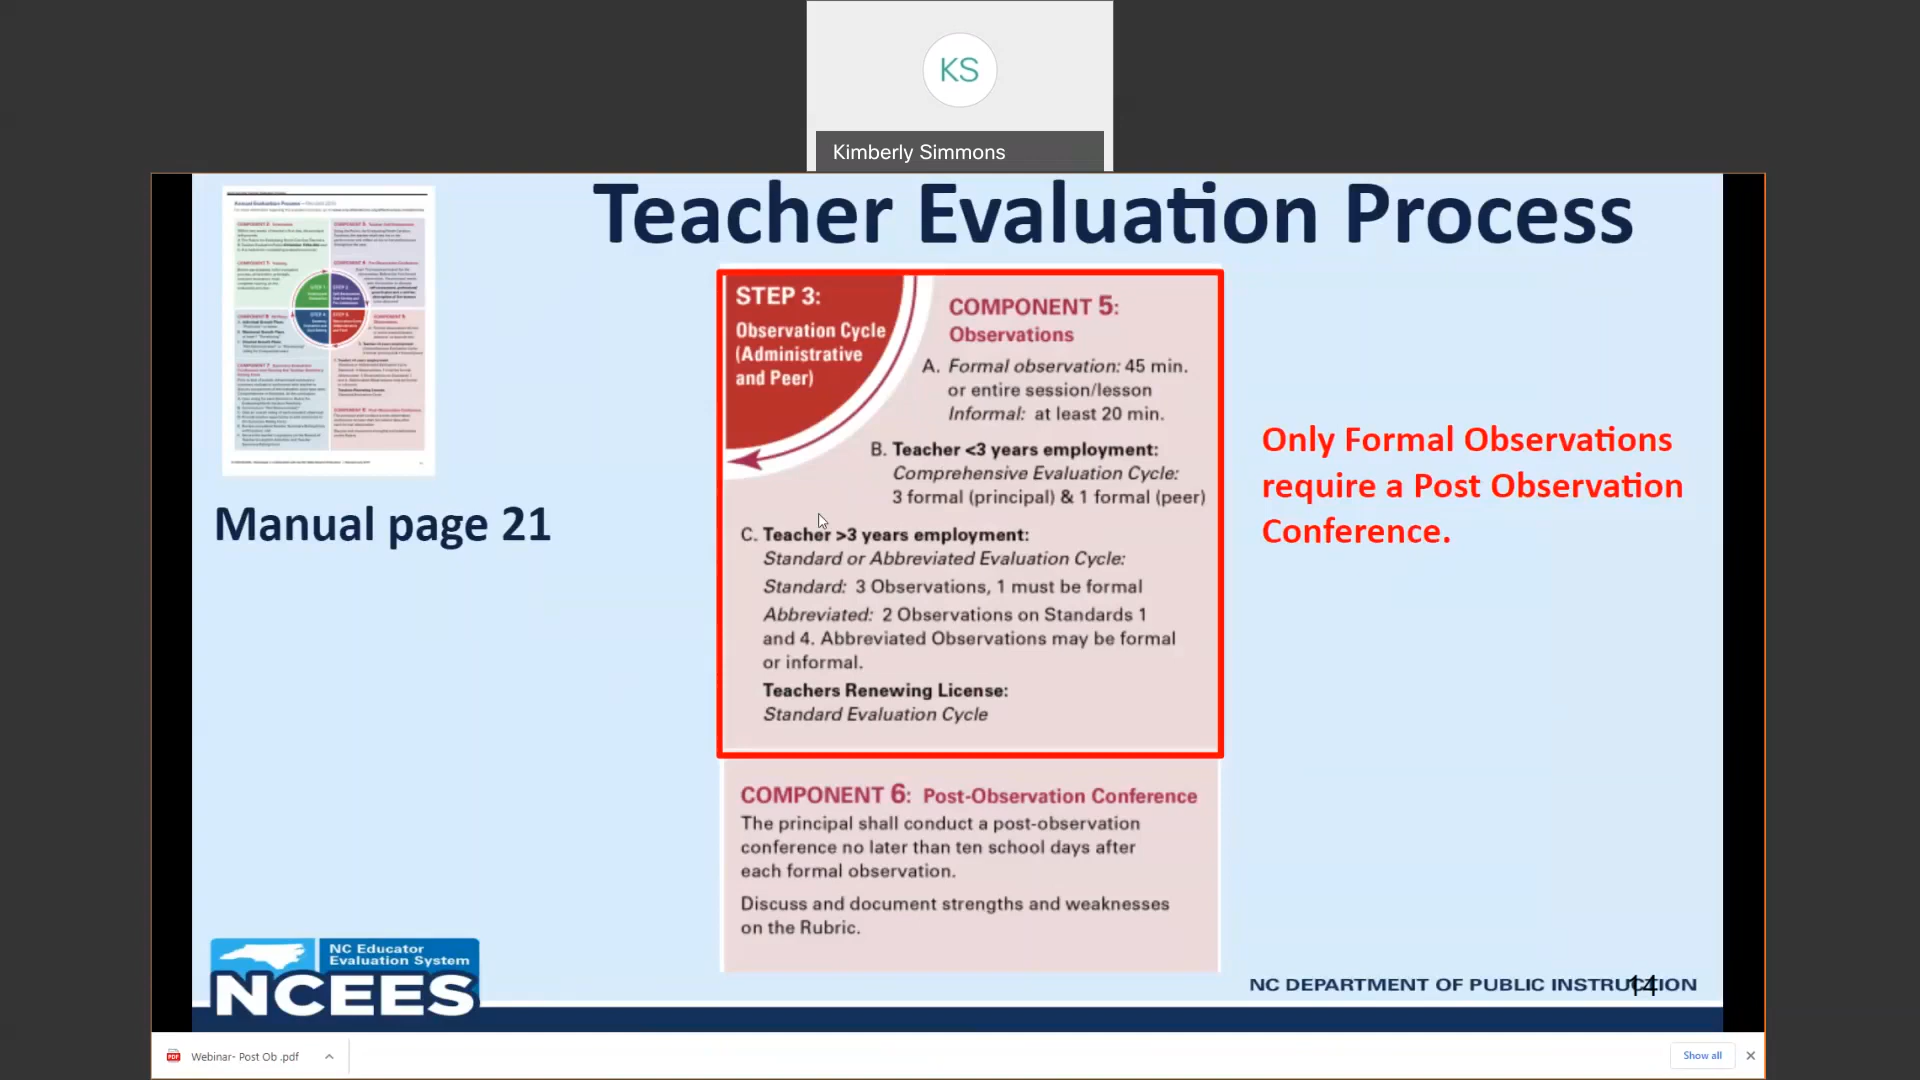 KS
Kimberly Simmons
Teacher Evaluation Process
STEP 1:
STEP 2:
Manual page 21
STEP 3:
Observation Cycle
(Administrative
and Peer)
COMPONENT 5:
Observations
A. Formal observation: 45 min.
or entire session/lesson
Informal: at least 20 min.
B. Teacher <3 years employment:
Comprehensive Evaluation Cycle:
3 formal (principal) & 1 formal (peer)
C. Teacher >3 years employment:
Standard or Abbreviated Evaluation Cycle:
Standard: 3 Observations, 1 must be formal
Abbreviated: 2 Observations on Standards 1
and 4. Abbreviated Observations may be formal
or informal.
Teachers Renewing License:
Standard Evaluation Cycle
COMPONENT 6: Post-Observation Conference
The principal shall conduct a post-observation
conference no later than ten school days after
each formal observation.
Discuss and document strengths and weaknesses
on the Rubric.
Only Formal Observations
require a Post Observation
Conference.
NC Educator
Evaluation System
NCEES
NC DEPARTMENT OF PUBLIC INSTRUCTION
14
Webinar- Post Ob .pdf
Show all